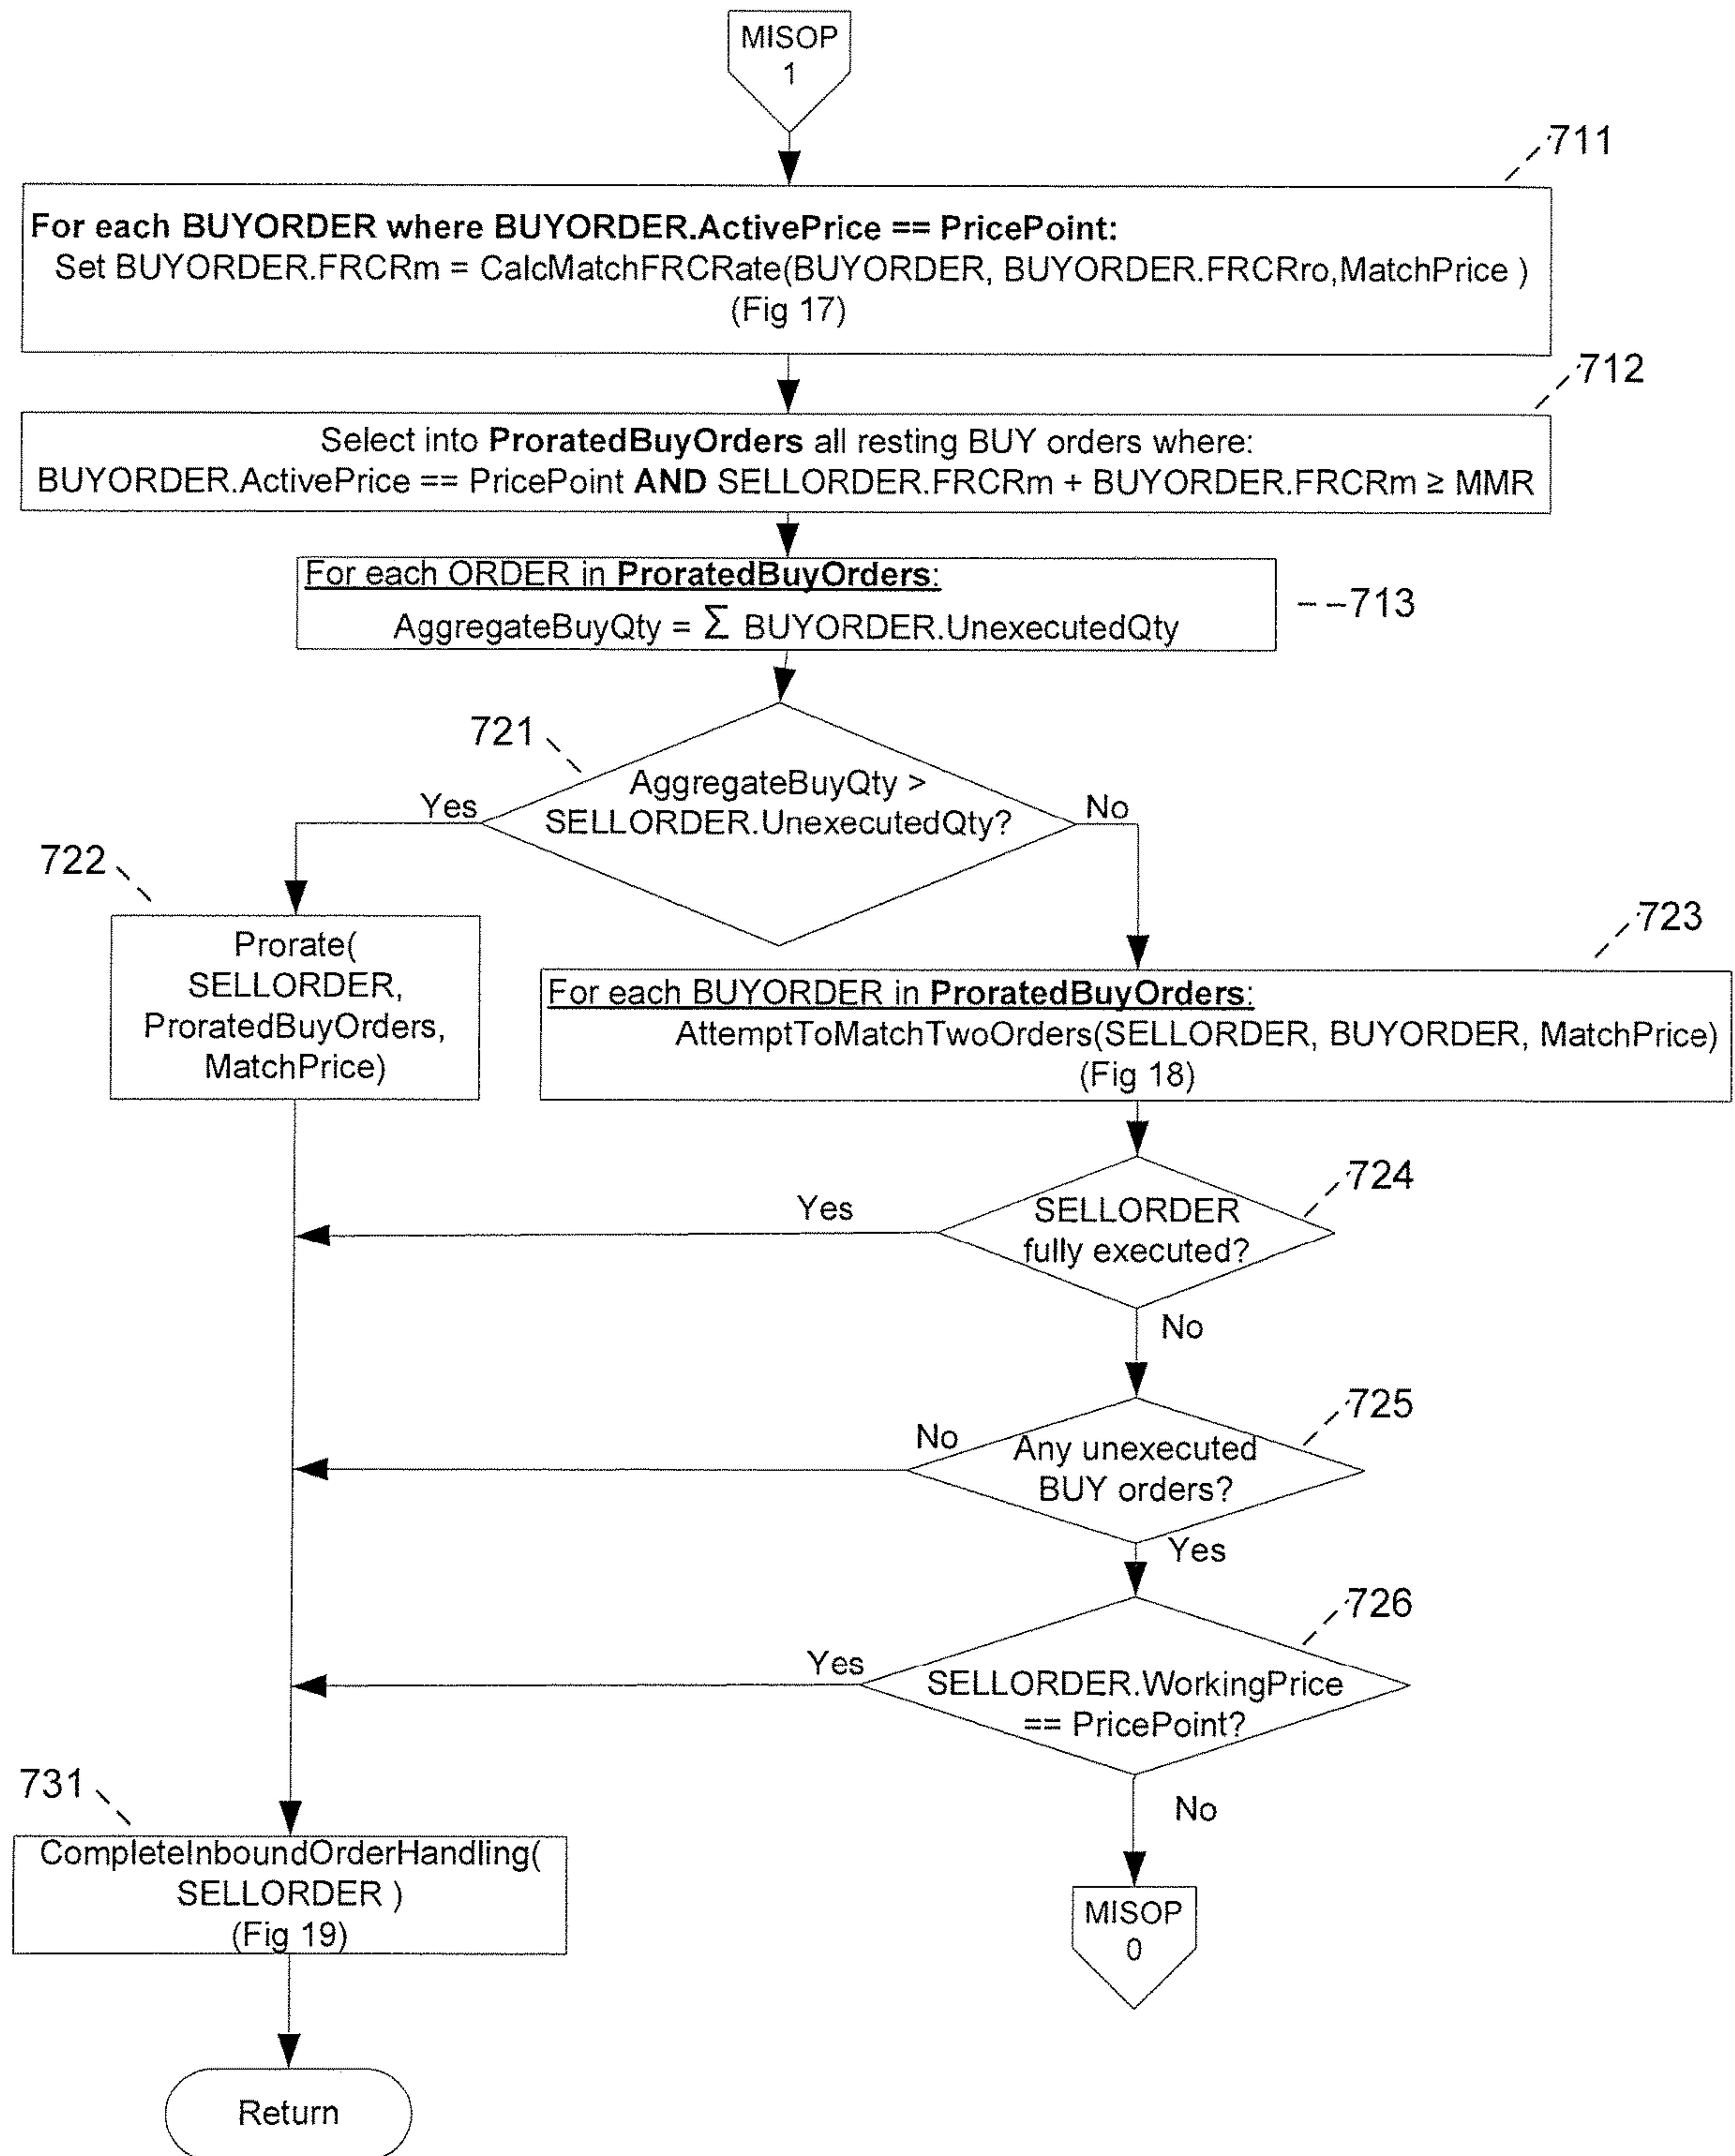 MISOP
1
711
For each BUYORDER where BUYORDER.ActivePrice == PricePoint:
Set BUYORDER.FRCRm = CalcMatchFRCRate(BUYORDER, BUYORDER.FRCRro,MatchPrice )
(Fig 17)
712
Select into ProratedBuyOrders all resting BUY orders where:
BUYORDER.ActivePrice == PricePoint AND SELLORDER.FRCRm + BUYORDER.FRCRm ≥ MMR
For each ORDER in ProratedBuyOrders:
AggregateBuyQty = Σ BUYORDER.UnexecutedQty
713
721
AggregateBuyQty >
SELLORDER.UnexecutedQty?
Yes
No
722
Prorate(
SELLORDER,
ProratedBuyOrders,
MatchPrice)
723
For each BUYORDER in ProratedBuyOrders:
AttemptToMatchTwoOrders(SELLORDER, BUYORDER, MatchPrice)
(Fig 18)
724
SELLORDER
fully executed?
Yes
No
725
Any unexecuted
BUY orders?
No
Yes
726
SELLORDER.WorkingPrice
== PricePoint?
Yes
No
731
CompleteInboundOrderHandling(
SELLORDER )
(Fig 19)
MISOP
0
Return